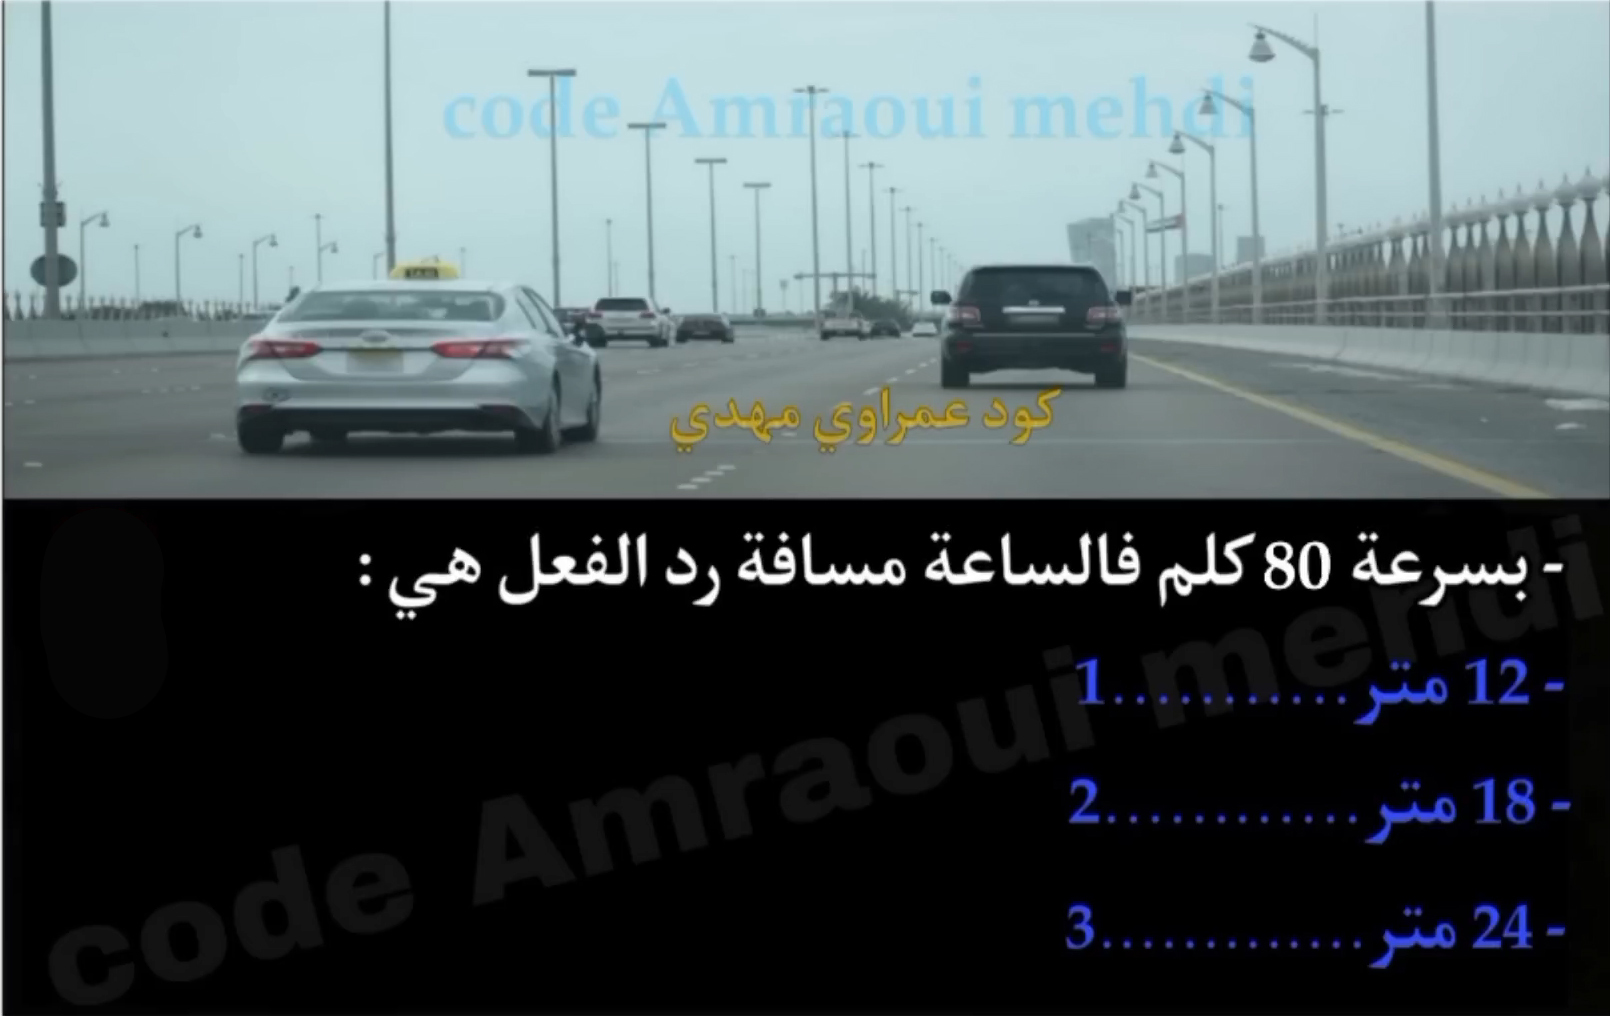 code Amraoui mehdi
TAXI
كود عمراوي مهدي
- بسرعة 80 كلم فالساعة مسافة رد الفعل هي :
- 12 متر...........1
- 18 متر............2
- 24 متر.............3
code Amraoui mehdi